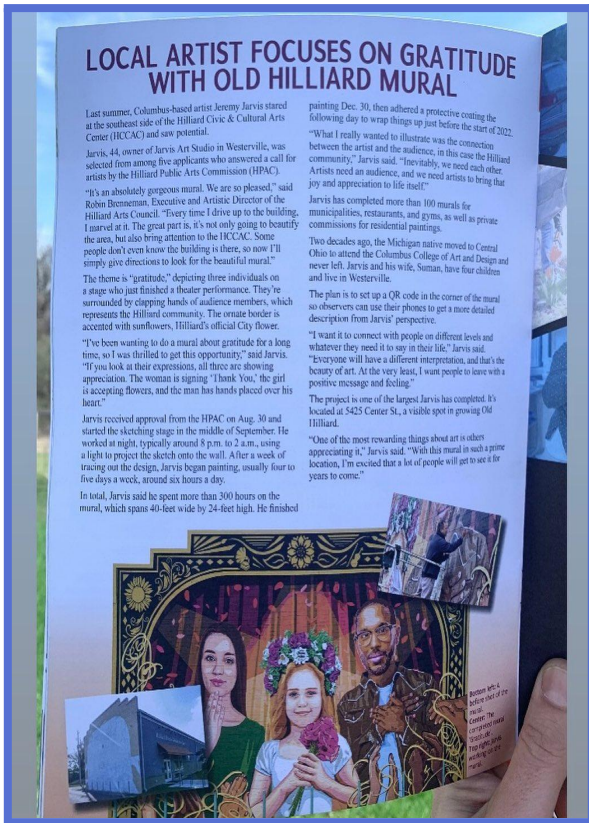 LOCAL ARTIST FOCUSES ON GRATITUDE
WITH OLD HILLIARD MURAL
Last summer, Columbus-based artist Jeremy Jarvis stared
at the southeast side of the Hilliard Civic & Cultural Arts
Center (HCCAC) and saw potential.
Jarvis, 44, owner of Jarvis Art Studio in Westerville, was
selected from among five applicants who answered a call for
artists by the Hilliard Public Arts Commission (HPAC).
“It’s an absolutely gorgeous mural. We are so pleased,” said
Robin Brenneman, Executive and Artistic Director of the
Hilliard Arts Council. “Every time I drive up to the building,
I marvel at it. The great part is, it’s not only going to beautify
the area, but also bring attention to the HCCAC. Some
people don’t even know the building is there, so now I’ll
simply give directions to look for the beautiful mural.”
The theme is “gratitude,” depicting three individuals on
a stage who just finished a theater performance. They’re
surrounded by clapping hands of audience members, which
represents the Hilliard community. The ornate border is
accented with sunflowers, Hilliard’s official City flower.
“I’ve been wanting to do a mural about gratitude for a long
time, so I was thrilled to get this opportunity,” said Jarvis.
“If you look at their expressions, all three are showing
appreciation. The woman is signing ‘Thank You,’ the girl
is accepting flowers, and the man has hands placed over his
heart.”
Jarvis received approval from the HPAC on Aug. 30 and
started the sketching stage in the middle of September. He
worked at night, typically around 8 p.m. to 2 a.m., using
a light to project the sketch onto the wall. After a week of
tracing out the design, Jarvis began painting, usually four to
five days a week, around six hours a day.
In total, Jarvis said he spent more than 300 hours on the
mural, which spans 40-feet wide by 24-feet high. He finished
painting Dec. 30, then adhered a protective coating the
following day to wrap things up just before the start of 2022.
“What I really wanted to illustrate was the connection
between the artist and the audience, in this case the Hilliard
community,” Jarvis said. “Inevitably, we need each other.
Artists need an audience, and we need artists to bring that
joy and appreciation to life itself.”
Jarvis has completed more than 100 murals for
municipalities, restaurants, and gyms, as well as private
commissions for residential paintings.
Two decades ago, the Michigan native moved to Central
Ohio to attend the Columbus College of Art and Design and
never left. Jarvis and his wife, Suman, have four children
and live in Westerville.
The plan is to set up a QR code in the corner of the mural
so observers can use their phones to get a more detailed
description from Jarvis’ perspective.
“I want it to connect with people on different levels and
whatever they need it to say in their life,” Jarvis said.
“Everyone will have a different interpretation, and that’s the
beauty of art. At the very least, I want people to leave with a
positive message and feeling.”
The project is one of the largest Jarvis has completed. It’s
located at 5425 Center St., a visible spot in growing Old
Hilliard.
“One of the most rewarding things about art is others
appreciating it,” Jarvis said. “With this mural in such a prime
location, I’m excited that a lot of people will get to see it for
years to come.”
Bottom left: A
before shot of the
mural.
Center: The
completed mural
‘Gratitude’.
Top right: Jarvis
working on the
mural.